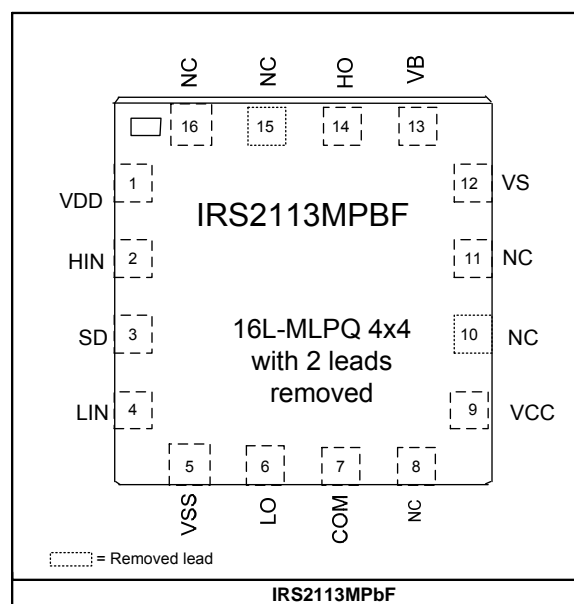 NC NC HO VB
16 15 14 13
1 12 VS
VDD
IRS2113MPBF
HIN 2 11 NC
SD 3 10 NC
16L-MLPQ 4x4
with 2 leads
removed
LIN 4 9 VCC
5 6 7 8
VSS LO COM NC
= Removed lead
IRS2113MPbF